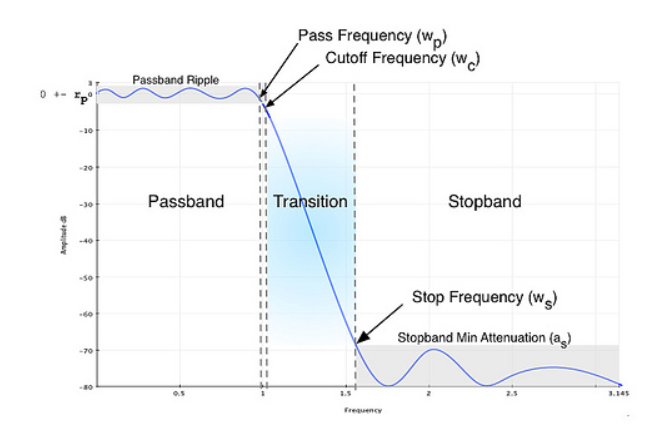 Pass Frequency (wp)
Cutoff Frequency (wc)
Passband Ripple
3
0 +- rp
0
-10
-20
-30
-40
-50
-60
-70
-80
Amplitude dB
Passband
Transition
Stopband
Stop Frequency (ws)
Stopband Min Attenuation (as)
0.5
1
1.5
2
2.5
3.145
Frequency